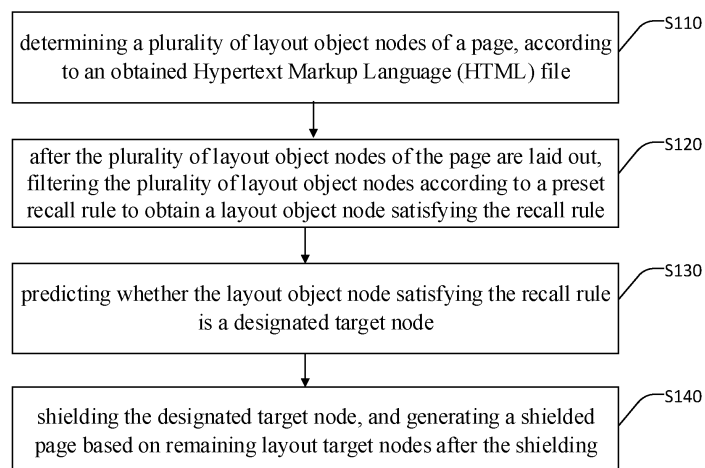 determining a plurality of layout object nodes of a page, according
to an obtained Hypertext Markup Language (HTML) file
S110
after the plurality of layout object nodes of the page are laid out,
filtering the plurality of layout object nodes according to a preset
recall rule to obtain a layout object node satisfying the recall rule
S120
predicting whether the layout object node satisfying the recall rule
is a designated target node
S130
shielding the designated target node, and generating a shielded
page based on remaining layout target nodes after the shielding
S140